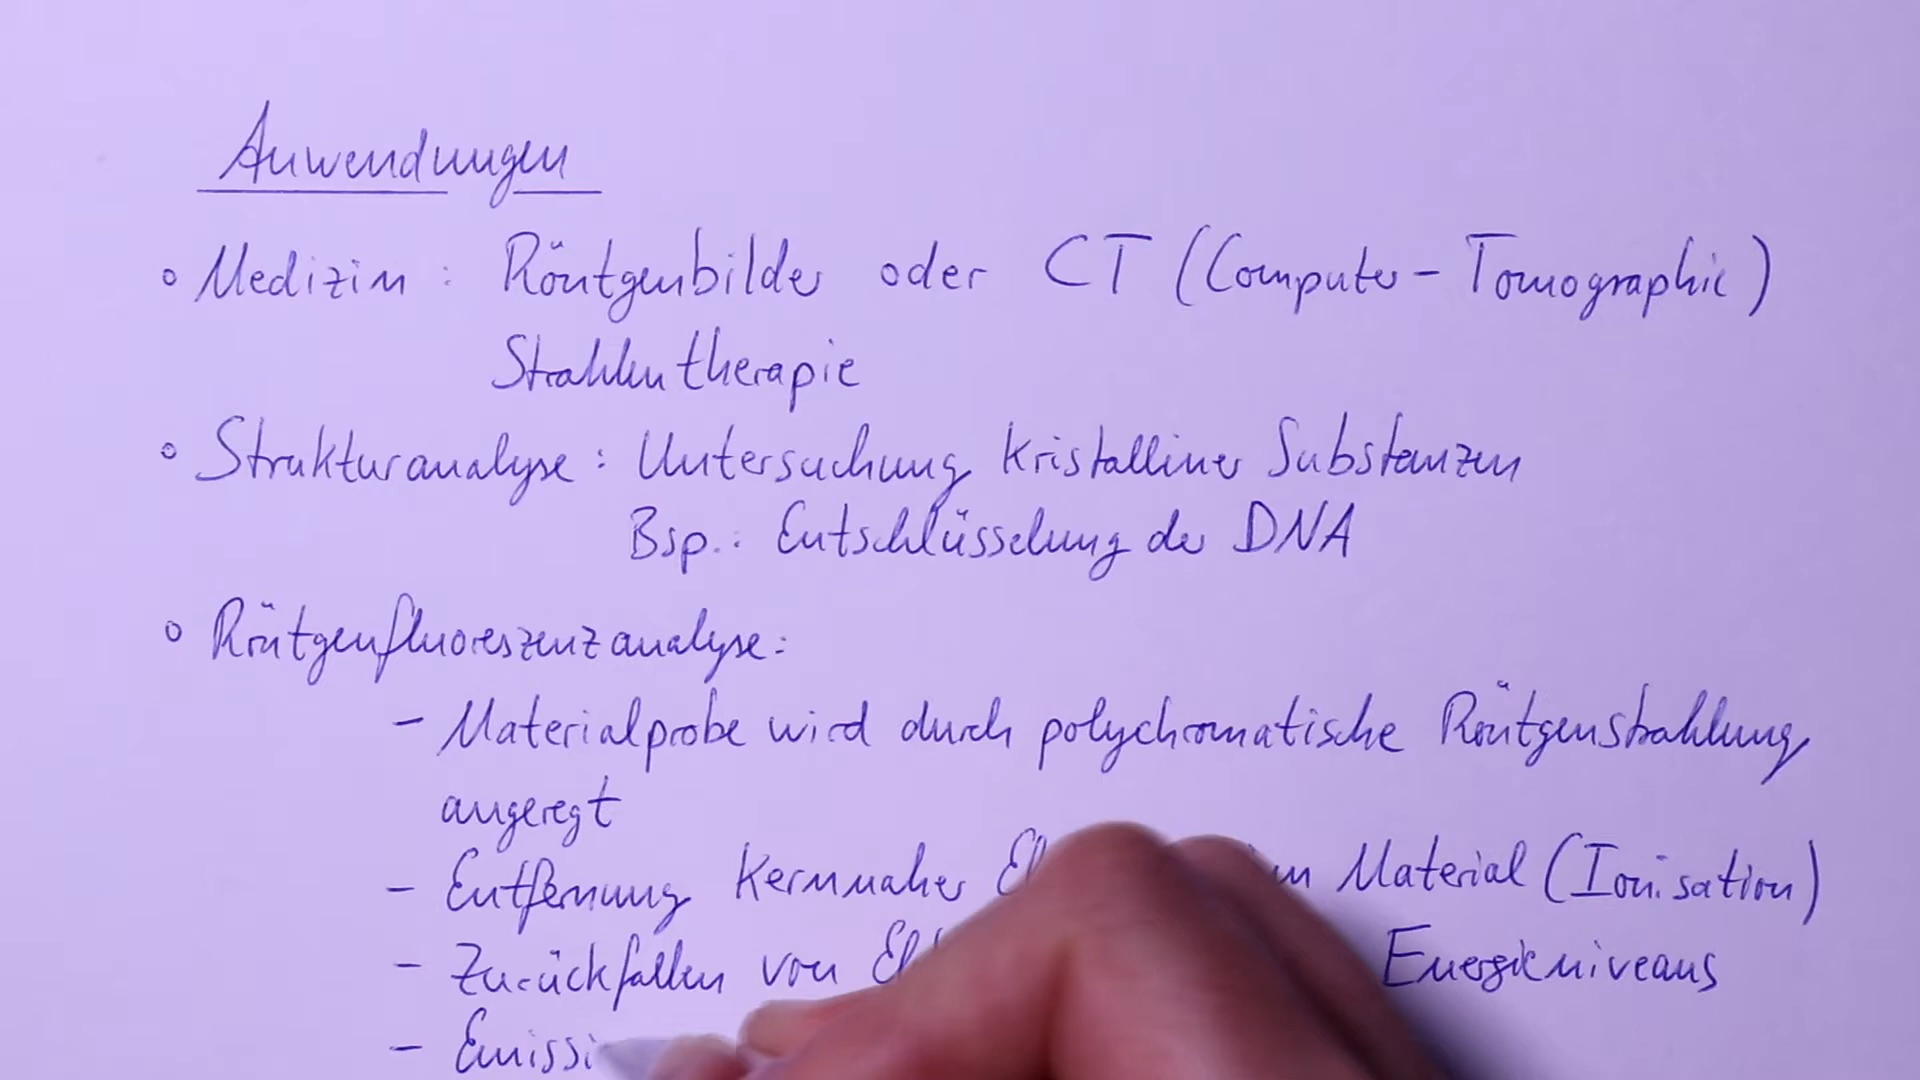 Anwendungen
○ Medizin: Röntgenbilder oder CT (Computer-Tomographie)
Strahlentherapie
○ Strukturanalyse: Untersuchung kristalliner Substanzen
Bsp.: Entschlüsselung der DNA
○ Röntgenfluoreszenzanalyse:
- Materialprobe wird durch polychromatische Röntgenstrahlung
angeregt
- Entfernung Kernnaher im Material (Ionisation)
- Zurückfallen von Energieniveaus
- Emissi